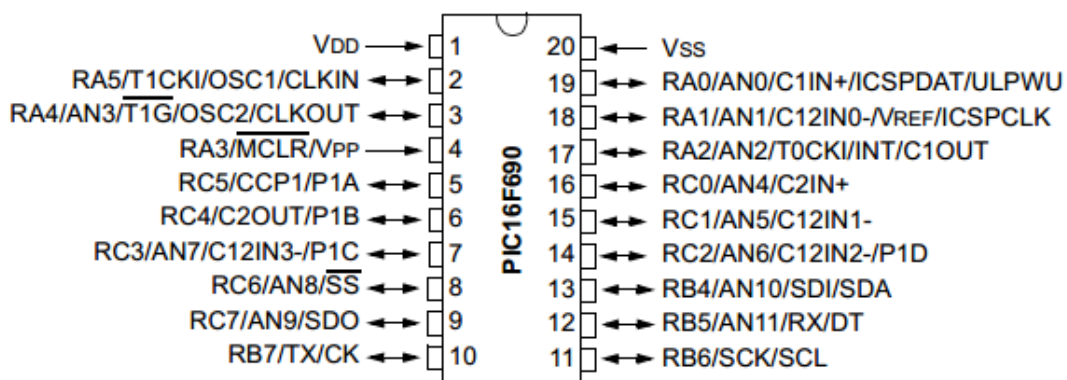 VDD 1 20 VSS
RA5/T1CKI/OSC1/CLKIN 2 19 RA0/AN0/C1IN+/ICSPDAT/ULPWU
RA4/AN3/T1G/OSC2/CLKOUT 3 18 RA1/AN1/C12IN0-/VREF/ICSPCLK
RA3/MCLR/VPP 4 17 RA2/AN2/T0CKI/INT/C1OUT
RC5/CCP1/P1A 5 16 RC0/AN4/C2IN+
RC4/C2OUT/P1B 6 15 RC1/AN5/C12IN1-
RC3/AN7/C12IN3-/P1C 7 14 RC2/AN6/C12IN2-/P1D
RC6/AN8/SS 8 13 RB4/AN10/SDI/SDA
RC7/AN9/SDO 9 12 RB5/AN11/RX/DT
RB7/TX/CK 10 11 RB6/SCK/SCL
PIC16F690